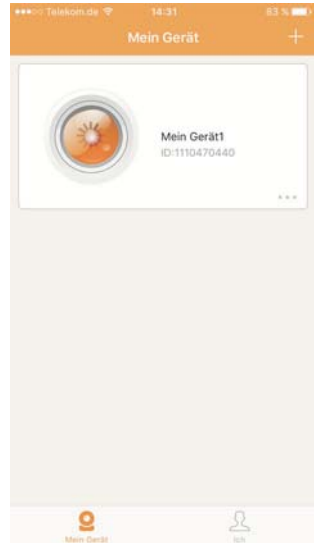 Telekom.de 14:31 83 %
Mein Gerät +
Mein Gerät1
ID:1110470440
Mein Gerät Ich